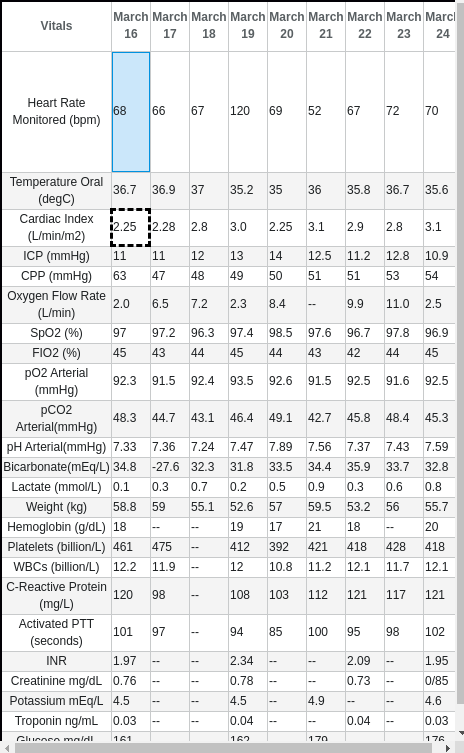 Vitals March 16 March 17 March 18 March 19 March 20 March 21 March 22 March 23 March 24
Heart Rate Monitored (bpm) 68 66 67 120 69 52 67 72 70
Temperature Oral (degC) 36.7 36.9 37 35.2 35 36 35.8 36.7 35.6
Cardiac Index (L/min/m2) 2.25 2.28 2.8 3.0 2.25 3.1 2.9 2.8 3.1
ICP (mmHg) 11 11 12 13 14 12.5 11.2 12.8 10.9
CPP (mmHg) 63 47 48 49 50 51 51 53 54
Oxygen Flow Rate (L/min) 2.0 6.5 7.2 2.3 8.4 -- 9.9 11.0 2.5
SpO2 (%) 97 97.2 96.3 97.4 98.5 97.6 96.7 97.8 96.9
FIO2 (%) 45 43 44 45 44 43 42 44 45
pO2 Arterial (mmHg) 92.3 91.5 92.4 93.5 92.6 91.5 92.5 91.6 92.5
pCO2 Arterial(mmHg) 48.3 44.7 43.1 46.4 49.1 42.7 45.8 48.4 45.3
pH Arterial(mmHg) 7.33 7.36 7.24 7.47 7.89 7.56 7.37 7.43 7.59
Bicarbonate(mEq/L) 34.8 -27.6 32.3 31.8 33.5 34.4 35.9 33.7 32.8
Lactate (mmol/L) 0.1 0.3 0.7 0.2 0.5 0.9 0.3 0.6 0.8
Weight (kg) 58.8 59 55.1 52.6 57 59.5 53.2 56 55.7
Hemoglobin (g/dL) 18 -- -- 19 17 21 18 -- 20
Platelets (billion/L) 461 475 -- 412 392 421 418 428 418
WBCs (billion/L) 12.2 11.9 -- 12 10.8 11.2 12.1 11.7 12.1
C-Reactive Protein (mg/L) 120 98 -- 108 103 112 121 117 121
Activated PTT (seconds) 101 97 -- 94 85 100 95 98 102
INR 1.97 -- -- 2.34 -- -- 2.09 -- 1.95
Creatinine mg/dL 0.76 -- -- 0.78 -- -- 0.73 -- 0/85
Potassium mEq/L 4.5 -- -- 4.5 -- 4.9 -- -- 4.6
Troponin ng/mL 0.03 -- -- 0.04 -- -- 0.04 -- 0.03
Glucose mg/dL 161 -- -- 162 -- 179 -- -- 176